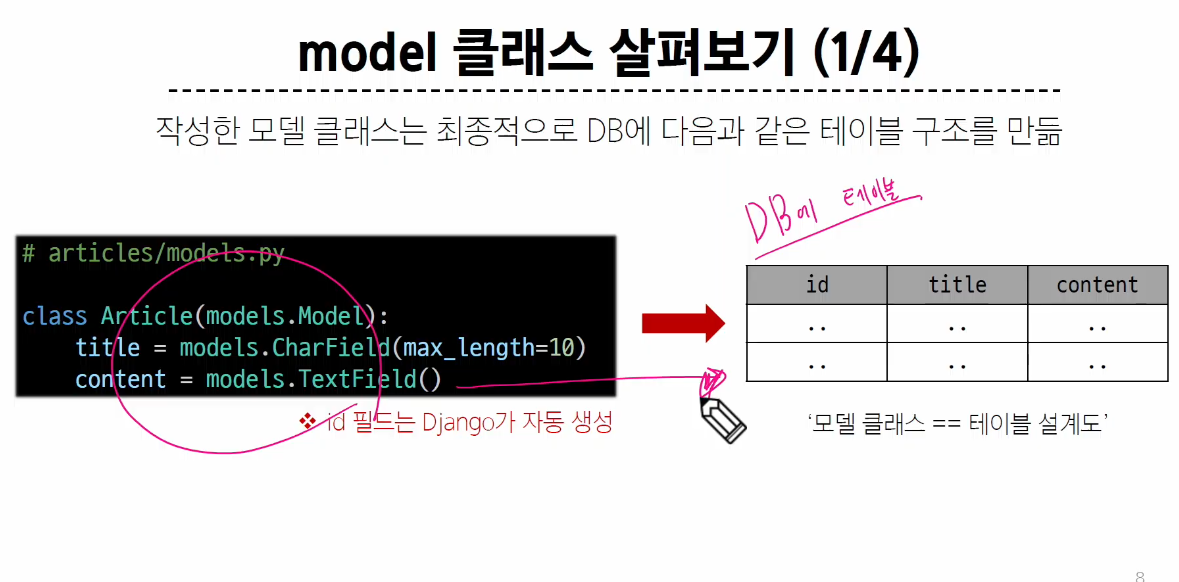 model 클래스 살펴보기 (1/4)
작성한 모델 클래스는 최종적으로 DB에 다음과 같은 테이블 구조를 만듦
# articles/models.py
class Article(models.Model):
title = models.CharField(max_length=10)
content = models.TextField()
❖ id 필드는 Django가 자동 생성
DB에 테이블
id title content
.. .. ..
.. .. ..
‘모델 클래스 == 테이블 설계도’
8